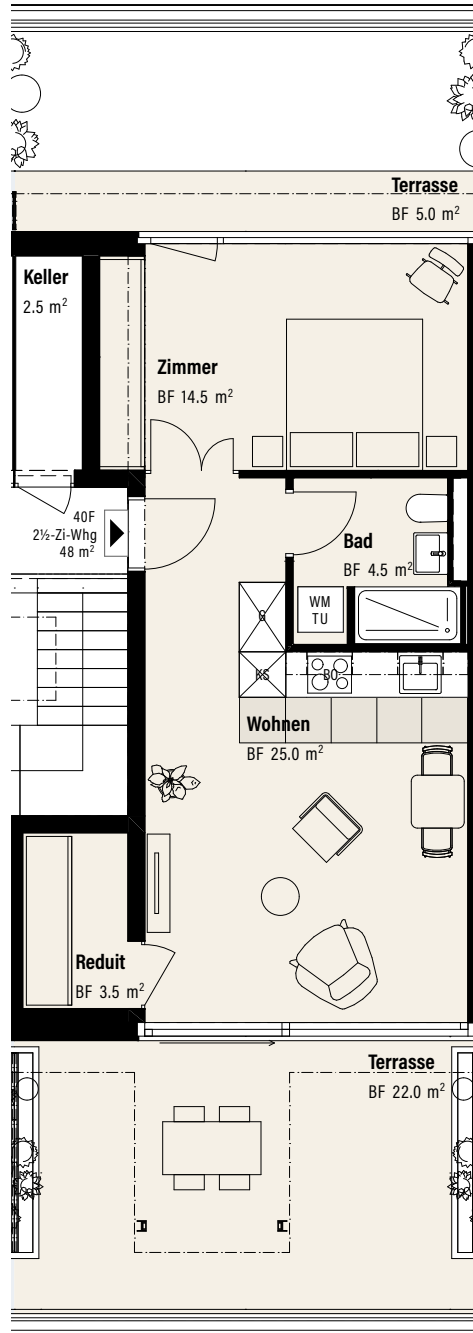 Terrasse
BF 5.0 m²
Keller
2.5 m²
Zimmer
BF 14.5 m²
40F
2½-Zi-Whg
48 m²
Bad
BF 4.5 m²
WM
TU
G
KS
BO
Wohnen
BF 25.0 m²
Reduit
BF 3.5 m²
Terrasse
BF 22.0 m²